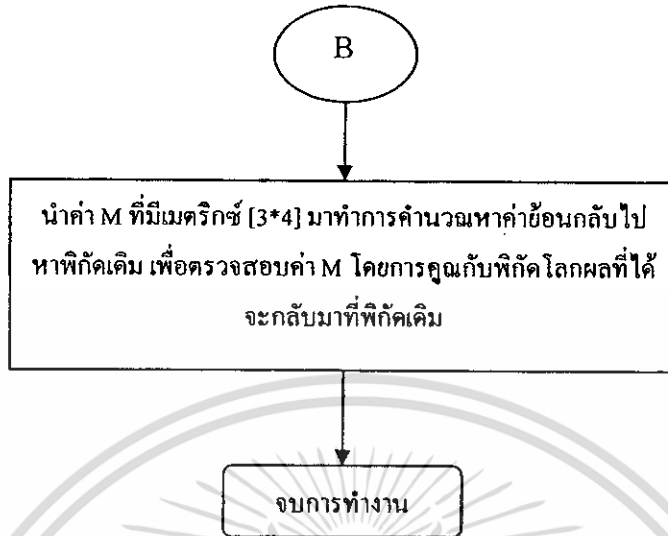 B
นำค่า M ที่มีเมตริกซ์ [3*4] มาทำการคำนวณหาค่าย้อนกลับไป
หาพิกัดเดิม เพื่อตรวจสอบค่า M โดยการคูณกับพิกัดโลกผลที่ได้
จะกลับมาที่พิกัดเดิม
จบการทำงาน